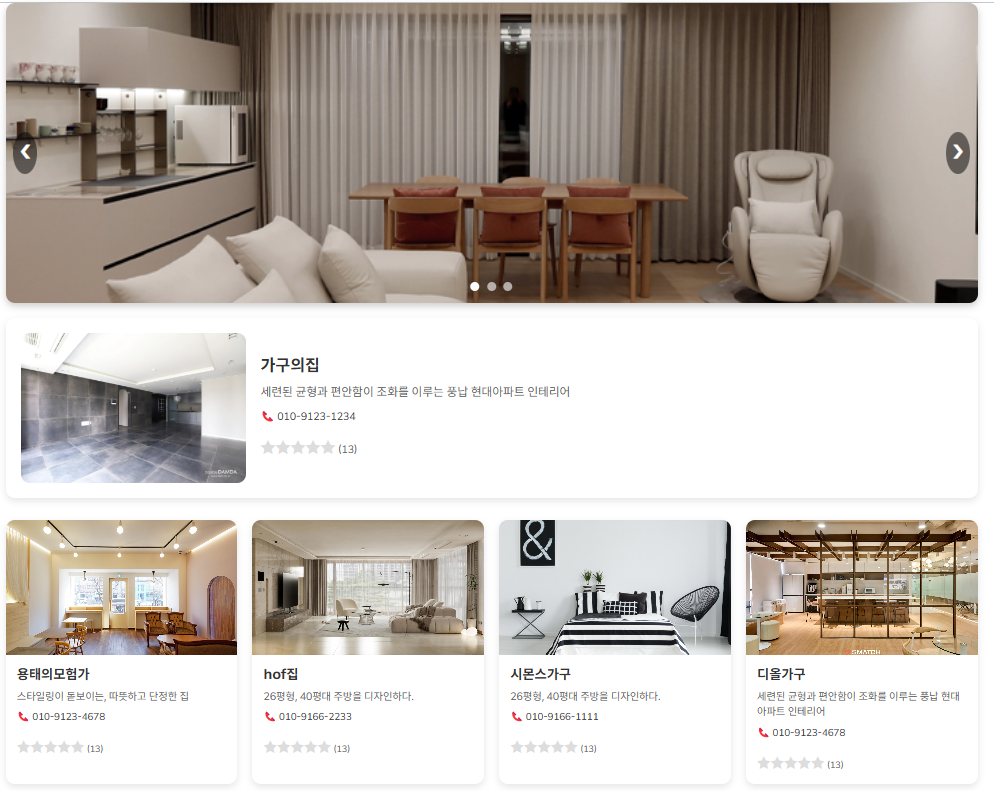 가구의집
세련된 균형과 편안함이 조화를 이루는 풍납 현대아파트 인테리어
010-9123-1234
(13)
&
SMATCH
용태의모험가
스타일링이 돋보이는, 따뜻하고 단정한 집
010-9123-4678
(13)
hof집
26평형, 40평대 주방을 디자인하다.
010-9166-2233
(13)
시몬스가구
26평형, 40평대 주방을 디자인하다.
010-9166-1111
(13)
디올가구
세련된 균형과 편안함이 조화를 이루는 풍납 현대
아파트 인테리어
010-9123-4678
(13)